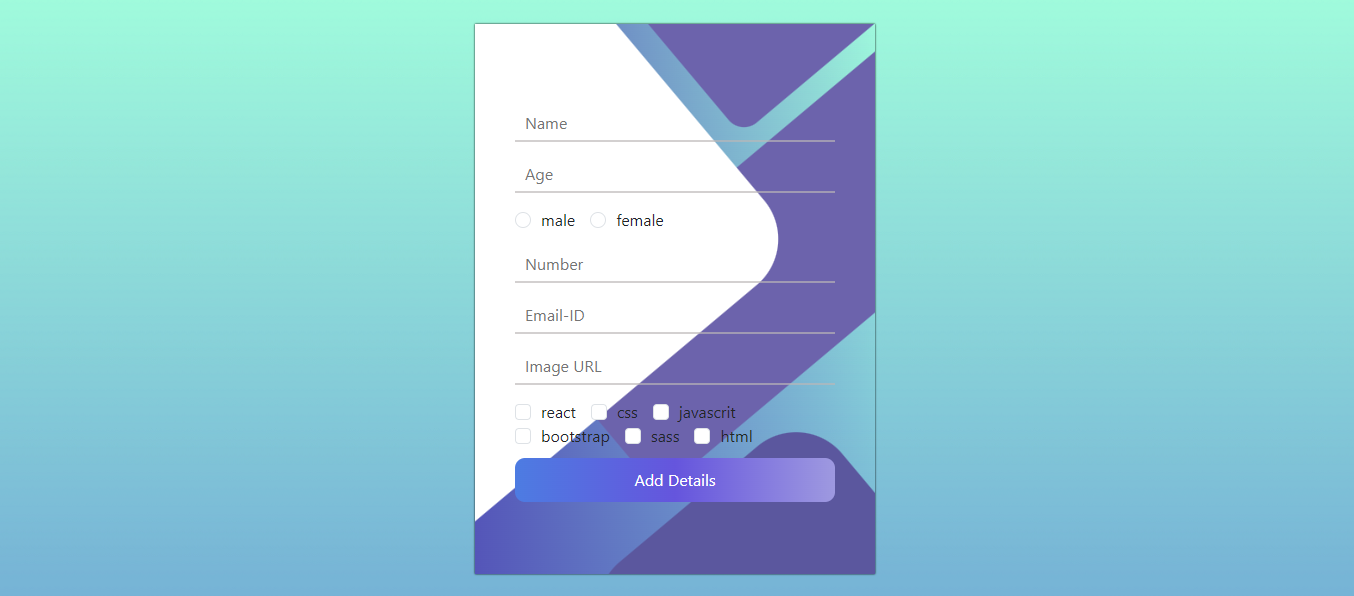 Name
Age
male female
Number
Email-ID
Image URL
react css javascrit
bootstrap sass html
Add Details